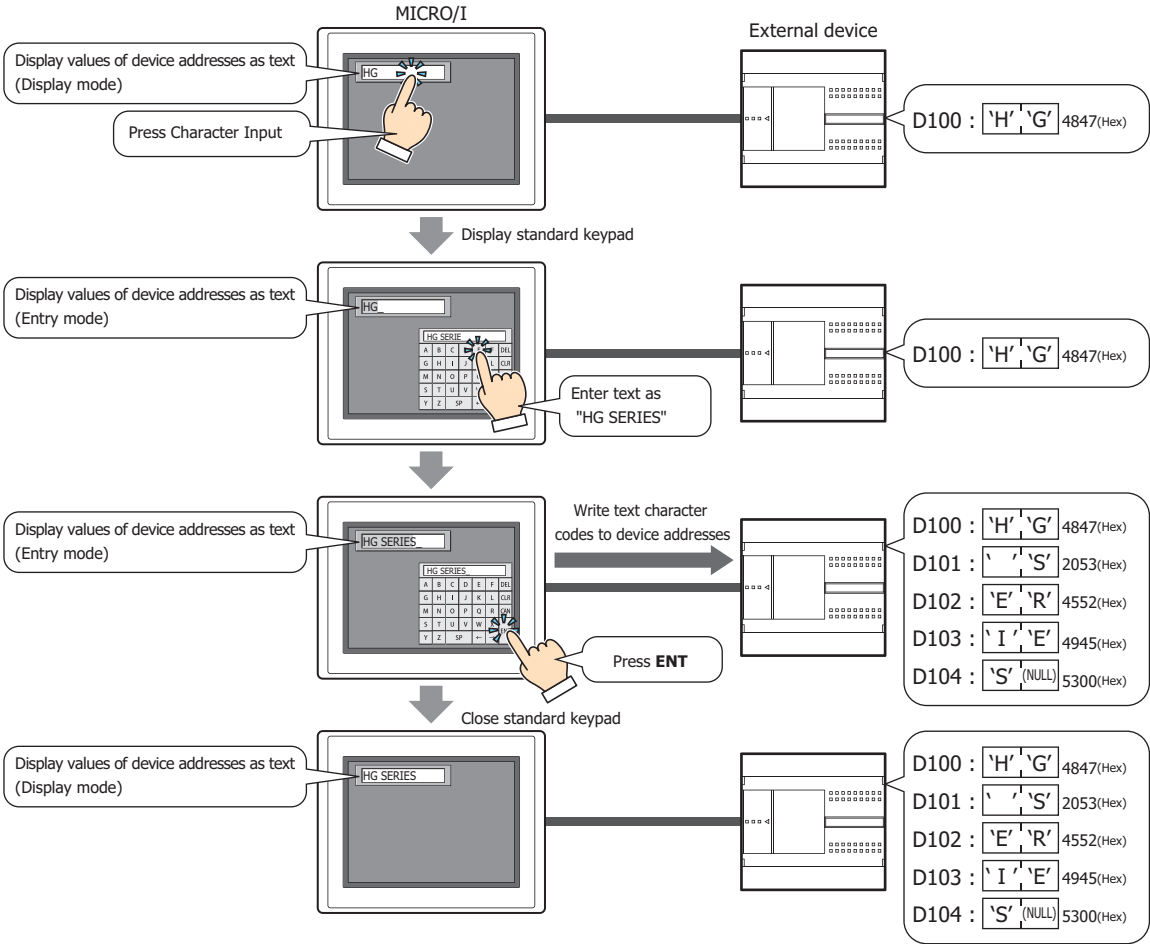 MICRO/I
External device
Display values of device addresses as text
(Display mode)
HG
Press Character Input
D100 : 'H' 'G' 4847(Hex)
Display standard keypad
Display values of device addresses as text
(Entry mode)
HG_
HG SERIE
A B C F DEL
G H I J L CLR
M N O P
S T U V
Y Z SP ←
Enter text as
"HG SERIES"
D100 : 'H' 'G' 4847(Hex)
Display values of device addresses as text
(Entry mode)
HG SERIES_
HG SERIES_
A B C D E F DEL
G H I J K L CLR
M N O P Q R CAN
S T U V W
Y Z SP ←
Press ENT
Write text character
codes to device addresses
D100 : 'H' 'G' 4847(Hex)
D101 : ' ' 'S' 2053(Hex)
D102 : 'E' 'R' 4552(Hex)
D103 : 'I' 'E' 4945(Hex)
D104 : 'S' (NULL) 5300(Hex)
Close standard keypad
Display values of device addresses as text
(Display mode)
HG SERIES
D100 : 'H' 'G' 4847(Hex)
D101 : ' ' 'S' 2053(Hex)
D102 : 'E' 'R' 4552(Hex)
D103 : 'I' 'E' 4945(Hex)
D104 : 'S' (NULL) 5300(Hex)